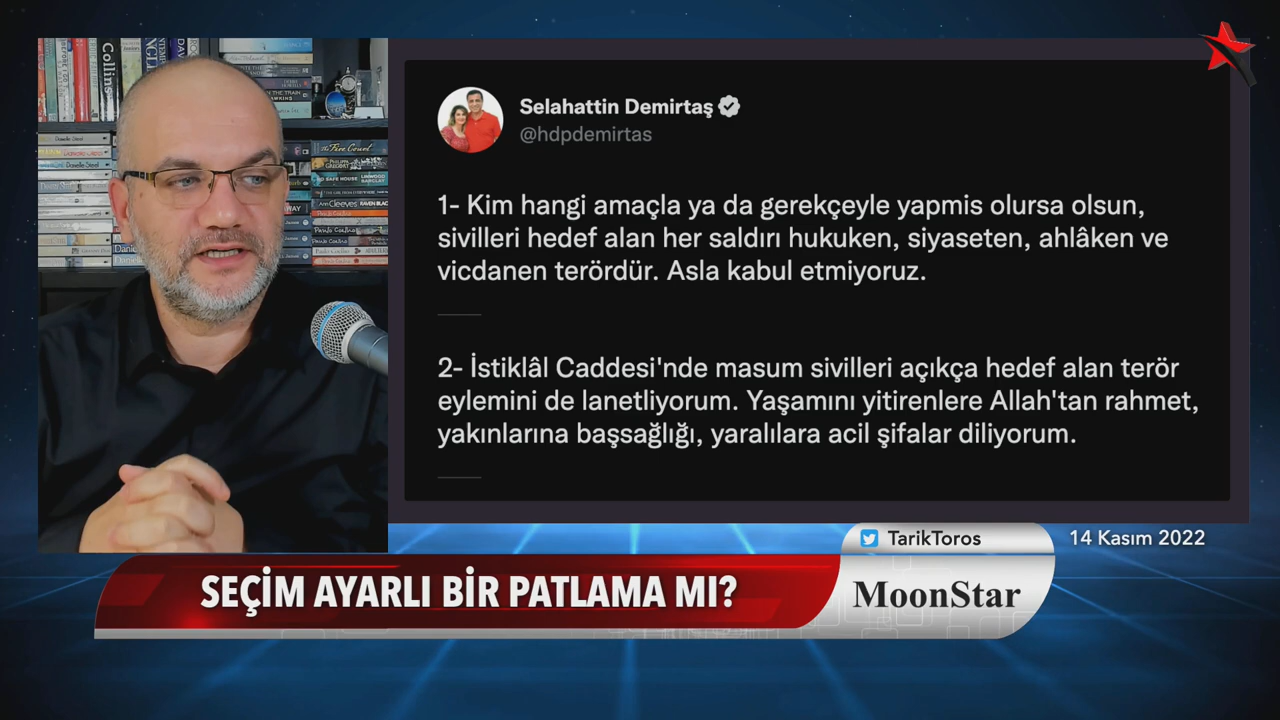 Collins
Danielle Steel
Selahattin Demirtaş
@hdpdemirtas
1- Kim hangi amaçla ya da gerekçeyle yapmis olursa olsun,
sivilleri hedef alan her saldırı hukuken, siyaseten, ahlâken ve
vicdanen terördür. Asla kabul etmiyoruz.
2- İstiklâl Caddesi'nde masum sivilleri açıkça hedef alan terör
eylemini de lanetliyorum. Yaşamını yitirenlere Allah'tan rahmet,
yakınlarına başsağlığı, yaralılara acil şifalar diliyorum.
TarikToros
14 Kasım 2022
SEÇİM AYARLI BİR PATLAMA MI?
MoonStar